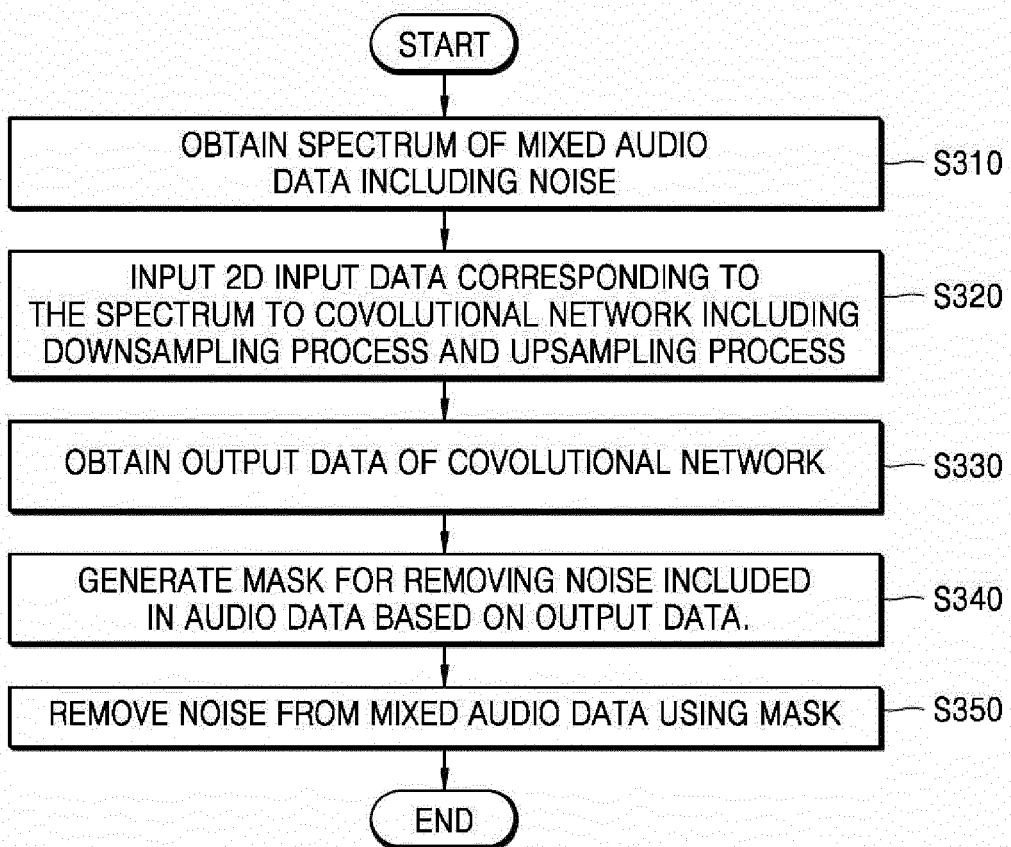 START
OBTAIN SPECTRUM OF MIXED AUDIO
DATA INCLUDING NOISE
S310
INPUT 2D INPUT DATA CORRESPONDING TO
THE SPECTRUM TO COVOLUTIONAL NETWORK INCLUDING
DOWNSAMPLING PROCESS AND UPSAMPLING PROCESS
S320
OBTAIN OUTPUT DATA OF COVOLUTIONAL NETWORK
S330
GENERATE MASK FOR REMOVING NOISE INCLUDED
IN AUDIO DATA BASED ON OUTPUT DATA.
S340
REMOVE NOISE FROM MIXED AUDIO DATA USING MASK
S350
END